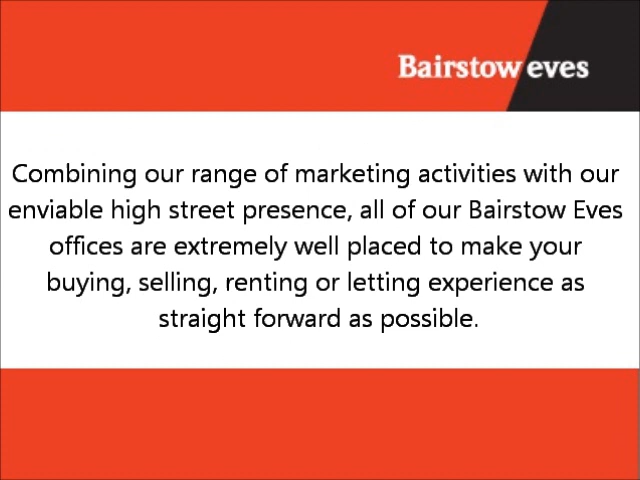 Bairstow eves
Combining our range of marketing activities with our
enviable high street presence, all of our Bairstow Eves
offices are extremely well placed to make your
buying, selling, renting or letting experience as
straight forward as possible.